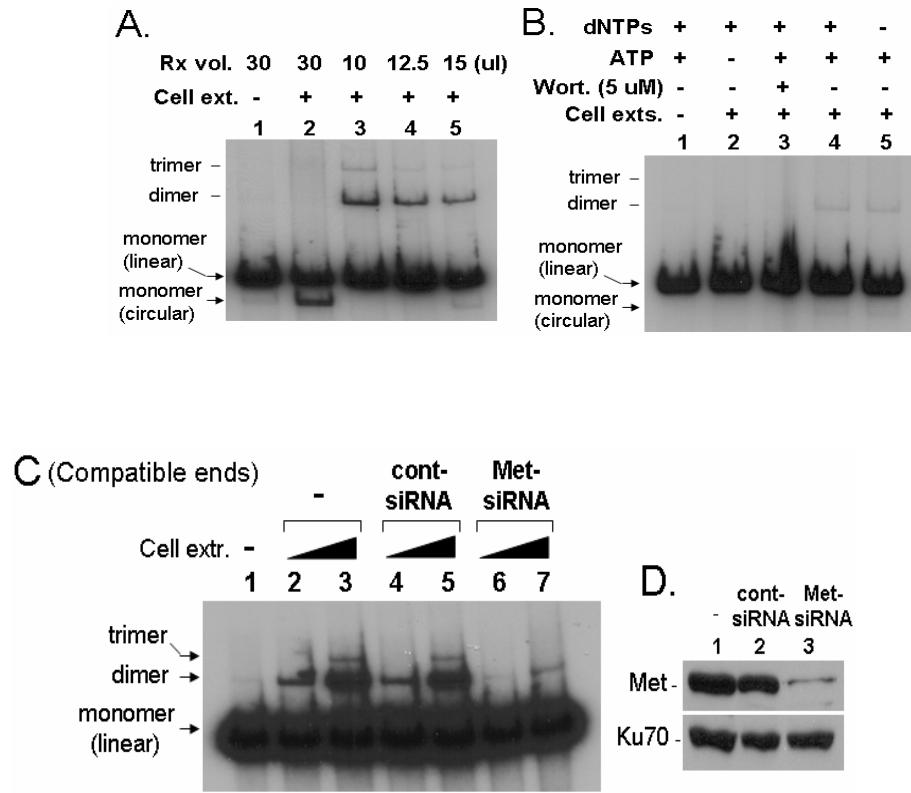 A.
Rx vol. 30 30 10 12.5 15 (ul)
Cell ext. - + + + +
1 2 3 4 5
trimer -
dimer -
monomer
(linear)
monomer
(circular)
B.
dNTPs + + + + -
ATP + - + + +
Wort. (5 uM) - - + - -
Cell exts. - + + + +
1 2 3 4 5
trimer -
dimer -
monomer
(linear)
monomer
(circular)
C (Compatible ends)
- cont-siRNA Met-siRNA
Cell extr. -
1 2 3 4 5 6 7
trimer
dimer
monomer
(linear)
D.
- cont-siRNA Met-siRNA
1 2 3
Met -
Ku70 -